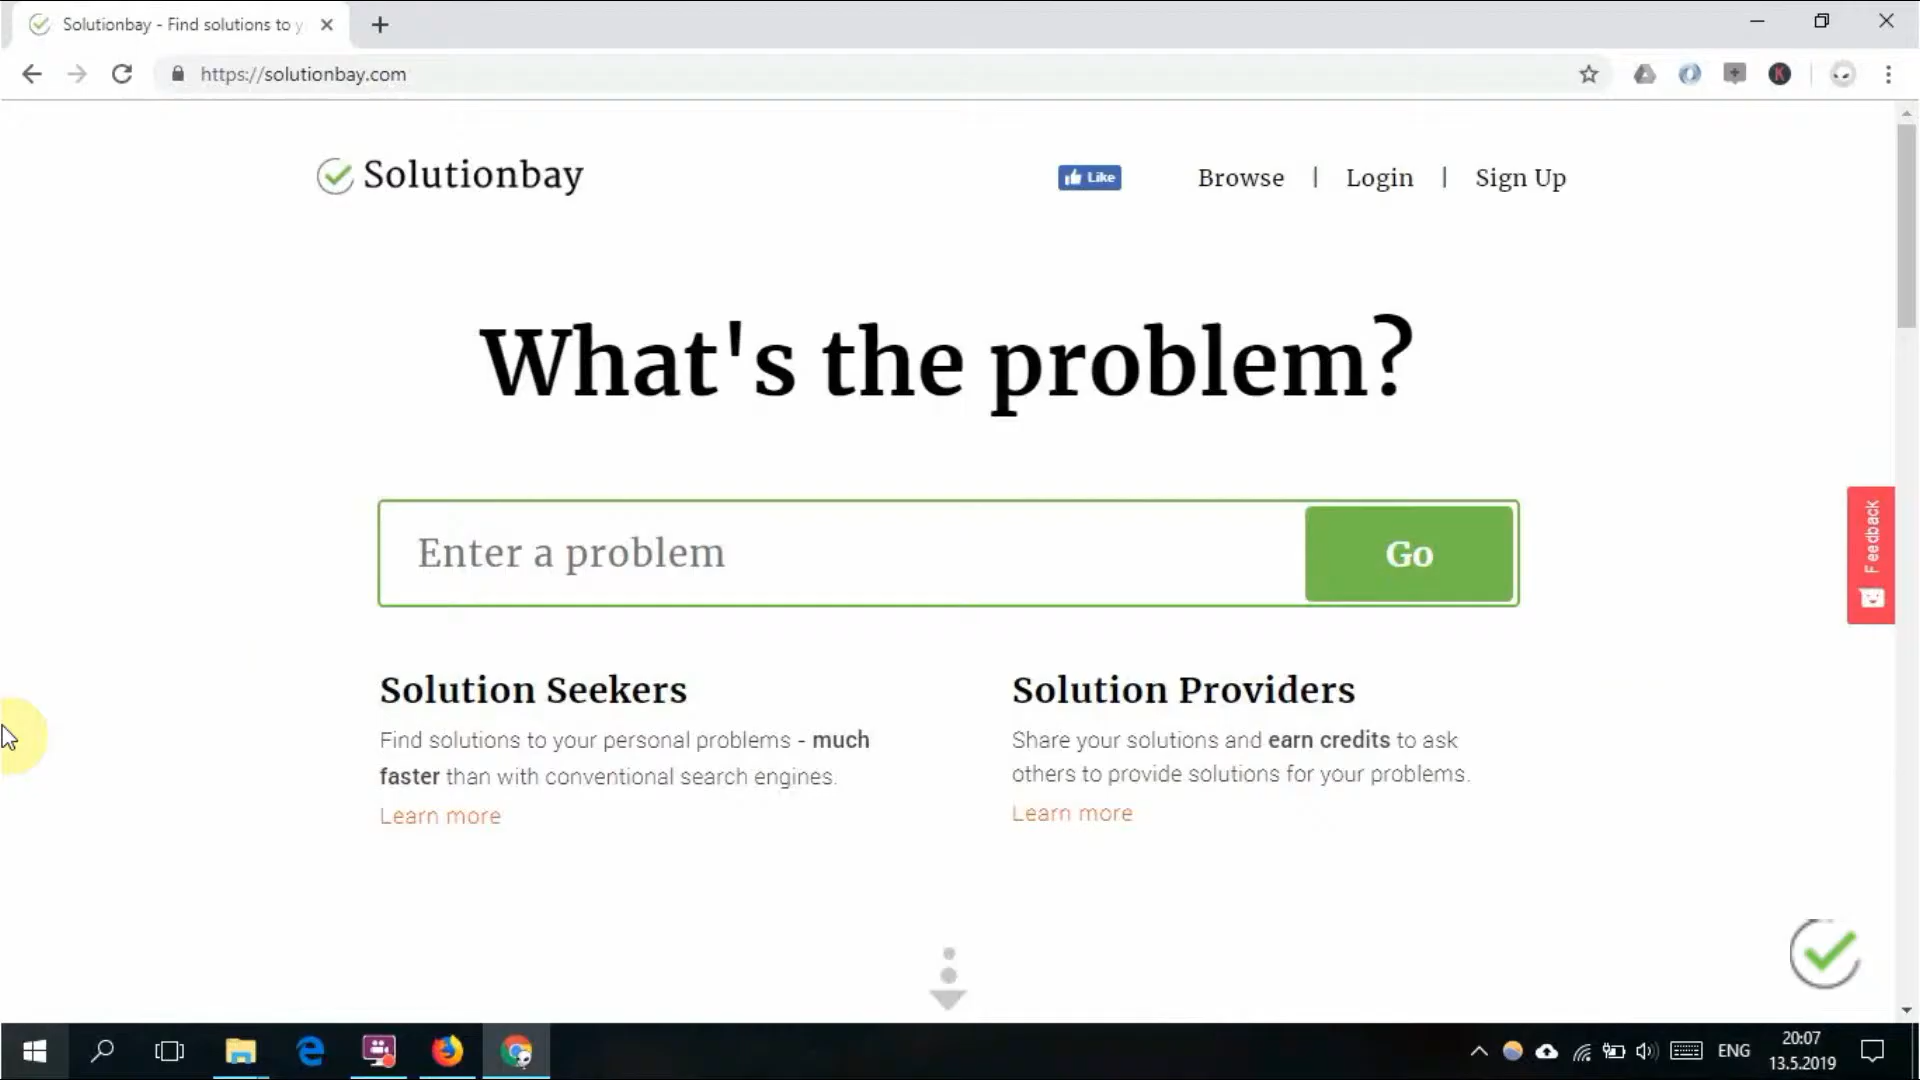 Solutionbay - Find solutions to y
https://solutionbay.com
Solutionbay
Like
Browse | Login | Sign Up
What's the problem?
Enter a problem
Go
Feedback
Solution Seekers
Find solutions to your personal problems - much
faster than with conventional search engines.
Learn more
Solution Providers
Share your solutions and earn credits to ask
others to provide solutions for your problems.
Learn more
K
ENG
20:07
13.5.2019